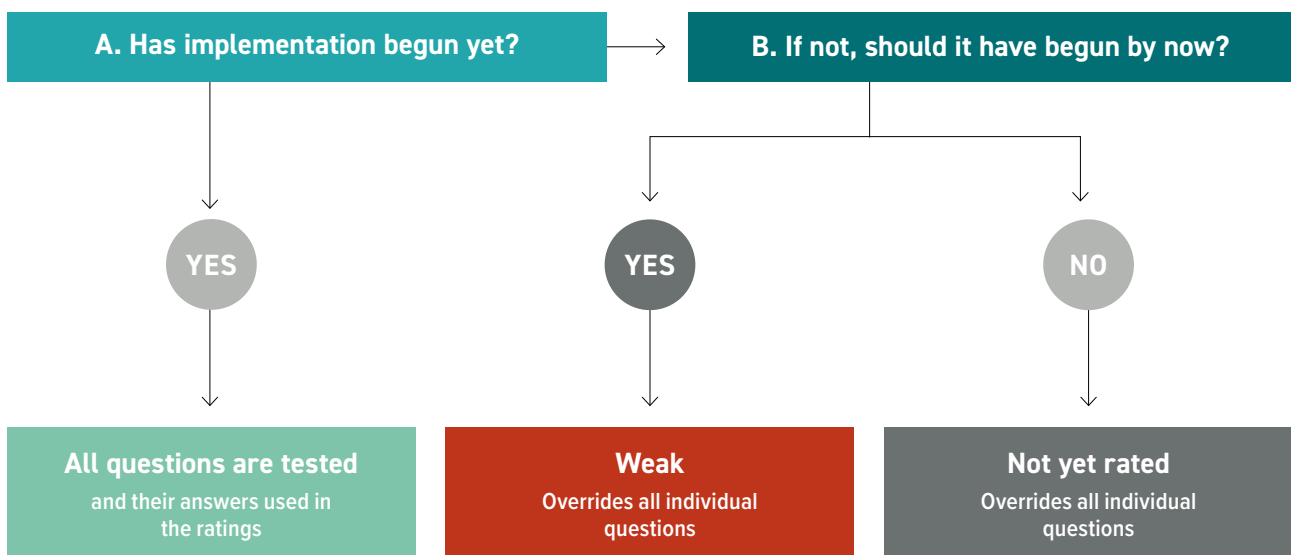 A. Has implementation begun yet?
B. If not, should it have begun by now?
YES
YES
NO
All questions are tested
and their answers used in
the ratings
Weak
Overrides all individual
questions
Not yet rated
Overrides all individual
questions